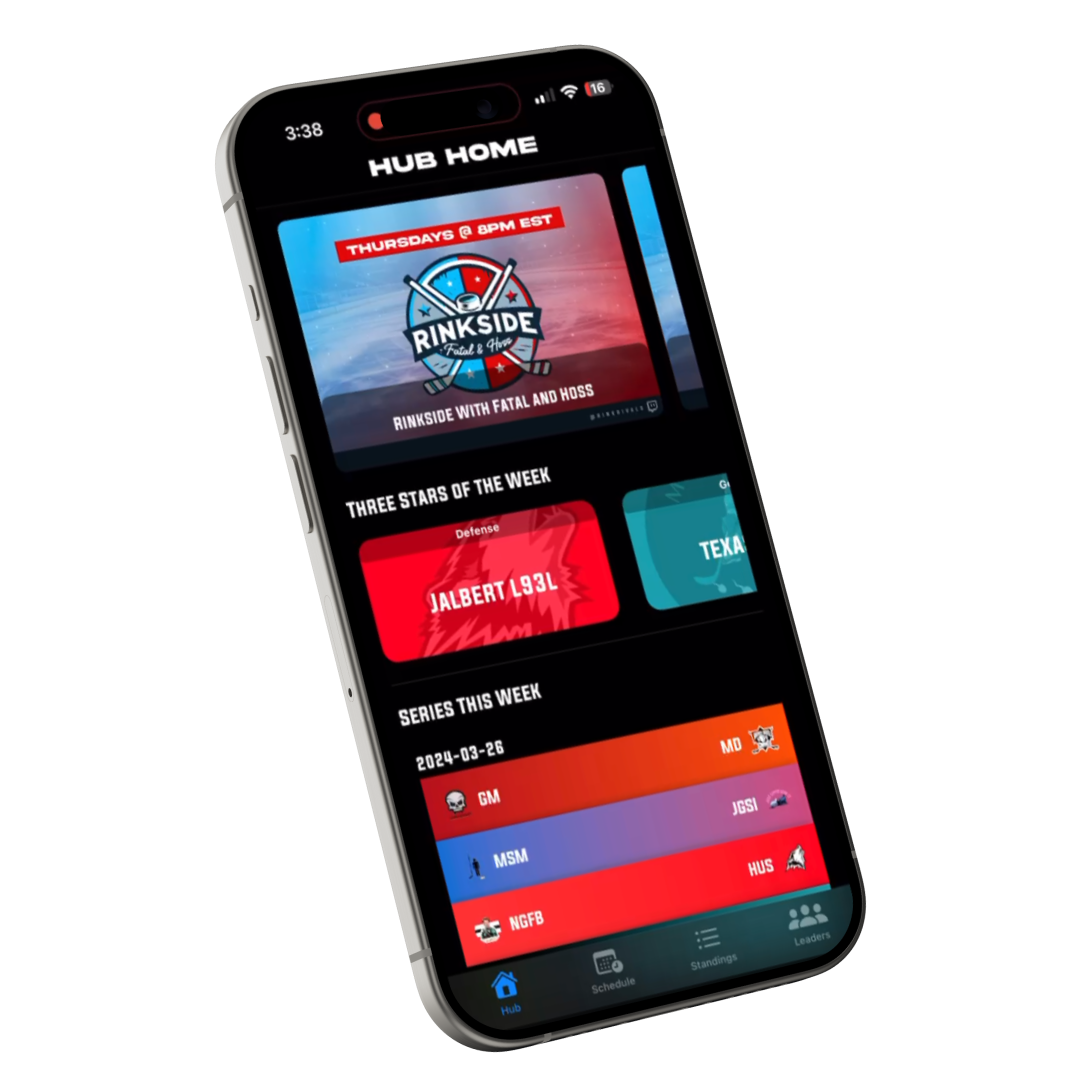 3:38
16
HUB HOME
THURSDAYS @ 8PM EST
RINKSIDE
Fatal & Hoss
RINKSIDE WITH FATAL AND HOSS
THREE STARS OF THE WEEK
Defense
JALBERT L93L
G
TEXA
SERIES THIS WEEK
2024-03-26
GM
MD
MSM
JGSI
NGFB
HUS
Hub
Schedule
Standings
Leaders